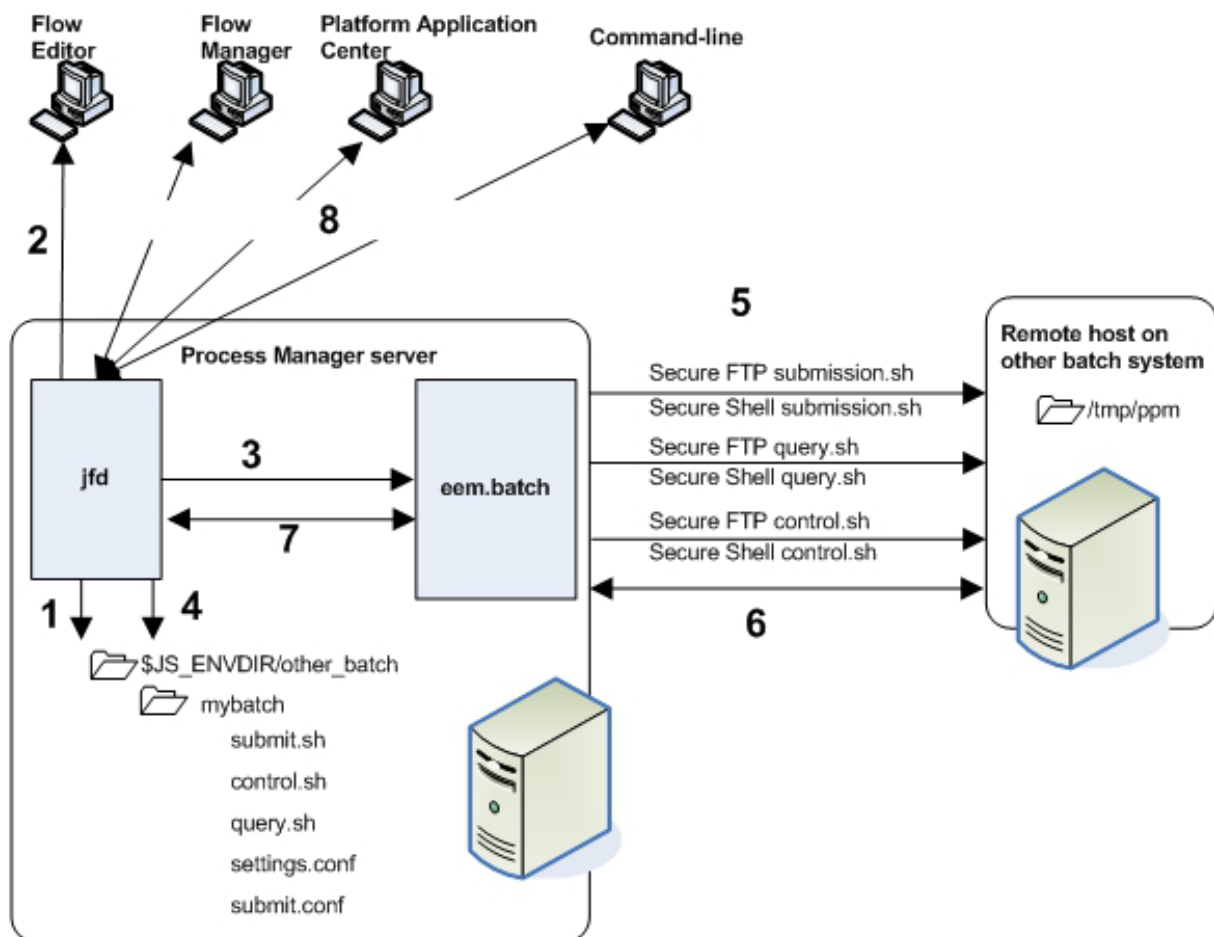 Flow
Editor
Flow
Manager
Platform Application
Center
Command-line
2
8
5
Process Manager server
Remote host on
other batch system
/tmp/ppm
jfd
3
7
eem.batch
Secure FTP submission.sh
Secure Shell submission.sh
Secure FTP query.sh
Secure Shell query.sh
Secure FTP control.sh
Secure Shell control.sh
6
1
4
$JS_ENVDIR/other_batch
mybatch
submit.sh
control.sh
query.sh
settings.conf
submit.conf